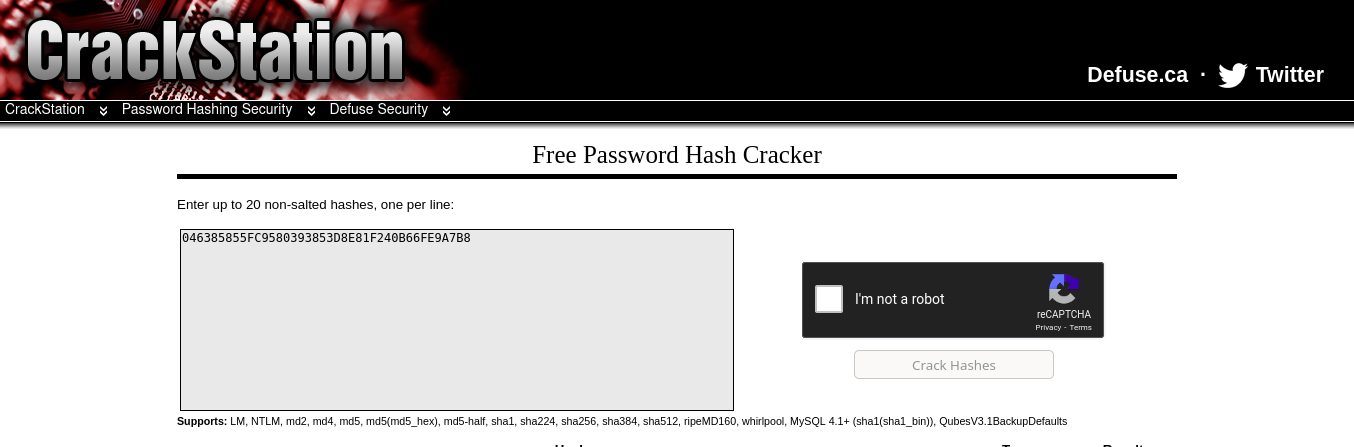 CrackStation
Defuse.ca · Twitter
CrackStation Password Hashing Security Defuse Security
Free Password Hash Cracker
Enter up to 20 non-salted hashes, one per line:
046385855FC9580393853D8E81F240B66FE9A7B8
I'm not a robot
reCAPTCHA
Privacy - Terms
Crack Hashes
Supports: LM, NTLM, md2, md4, md5, md5(md5_hex), md5-half, sha1, sha224, sha256, sha384, sha512, ripeMD160, whirlpool, MySQL 4.1+ (sha1(sha1_bin)), QubesV3.1BackupDefaults